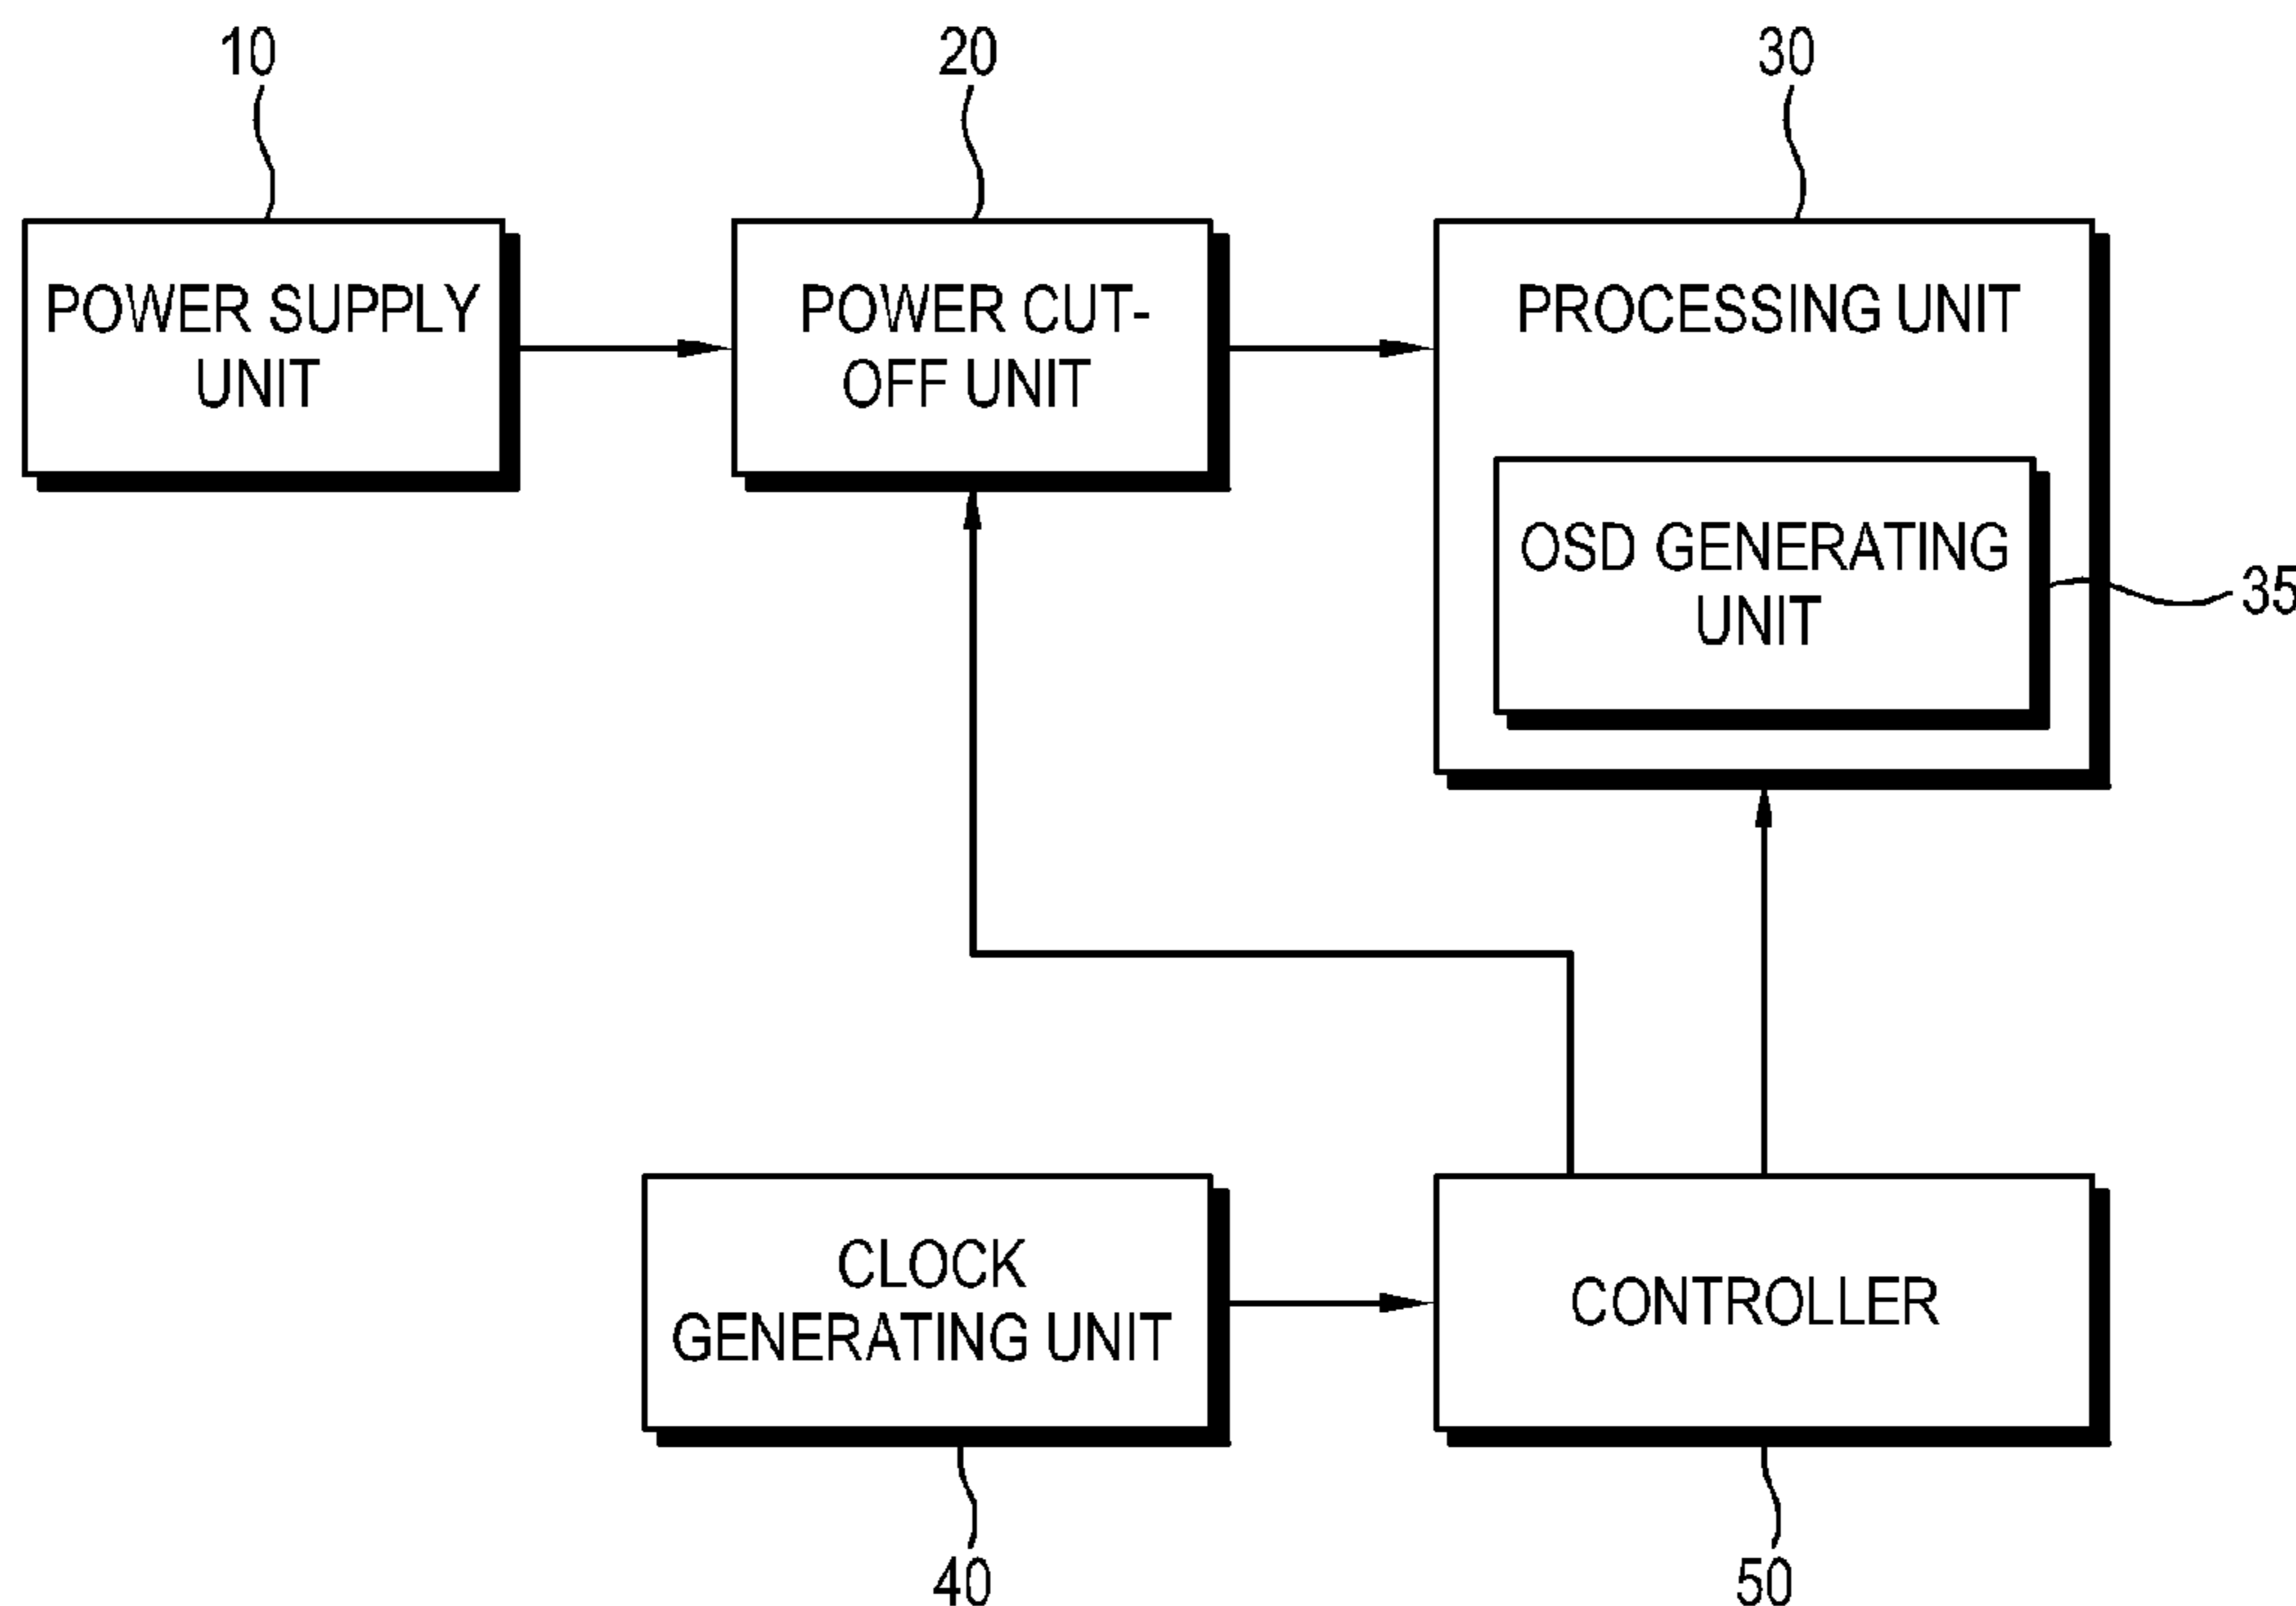 10
20
30
POWER SUPPLY
UNIT
POWER CUT-
OFF UNIT
PROCESSING UNIT
OSD GENERATING
UNIT
35
CLOCK
GENERATING UNIT
CONTROLLER
40
50